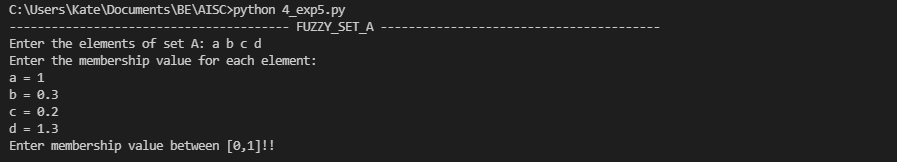 C:\Users\Kate\Documents\BE\AISC>python 4_exp5.py
--------------------------------------- FUZZY_SET_A ---------------------------------------
Enter the elements of set A: a b c d
Enter the membership value for each element:
a = 1
b = 0.3
c = 0.2
d = 1.3
Enter membership value between [0,1]!!